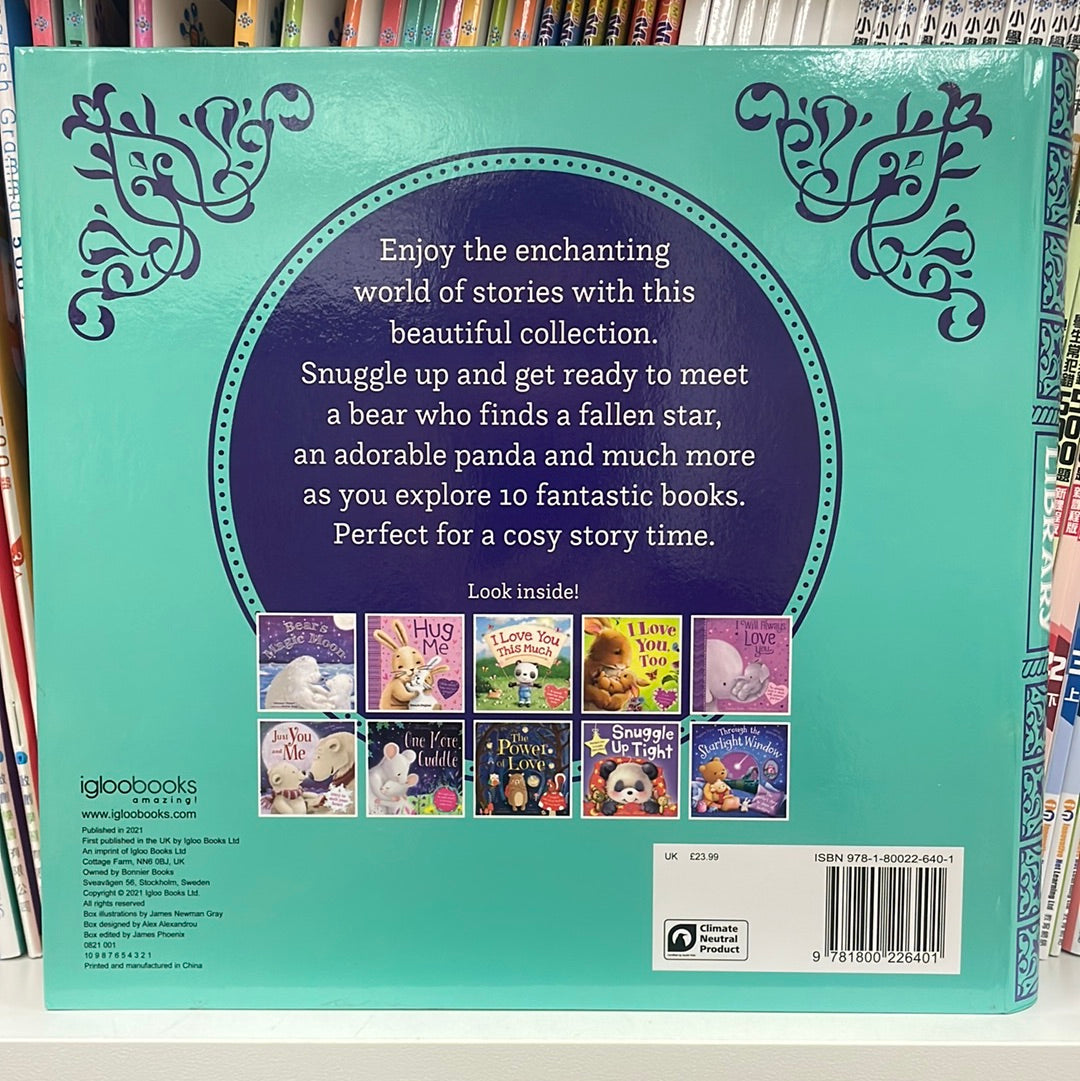 Enjoy the enchanting
world of stories with this
beautiful collection.
Snuggle up and get ready to meet
a bear who finds a fallen star,
an adorable panda and much more
as you explore 10 fantastic books.
Perfect for a cosy story time.
Look inside!
Bear's
Magic Moon
Hug
Me
I Love You
This Much
I Love
You,
Too
I Will Always
Love
You
Just You
and Me
One More
Cuddle
The
Power
of Love
Snuggle
Up Tight
Through the
Starlight Window
igloobooks
amazing!
www.igloobooks.com
Published in 2021
First published in the UK by Igloo Books Ltd
An imprint of Igloo Books Ltd
Cottage Farm, NN6 0BJ, UK
Owned by Bonnier Books
Sveavägen 56, Stockholm, Sweden
Copyright © 2021 Igloo Books Ltd.
All rights reserved
Box illustrations by James Newman Gray
Box designed by Alex Alexandrou
Box edited by James Phoenix
0821 001
10 9 8 7 6 5 4 3 2 1
Printed and manufactured in China
UK £23.99
ISBN 978-1-80022-640-1
Climate
Neutral
Product
9 781800 226401
LIBRARY